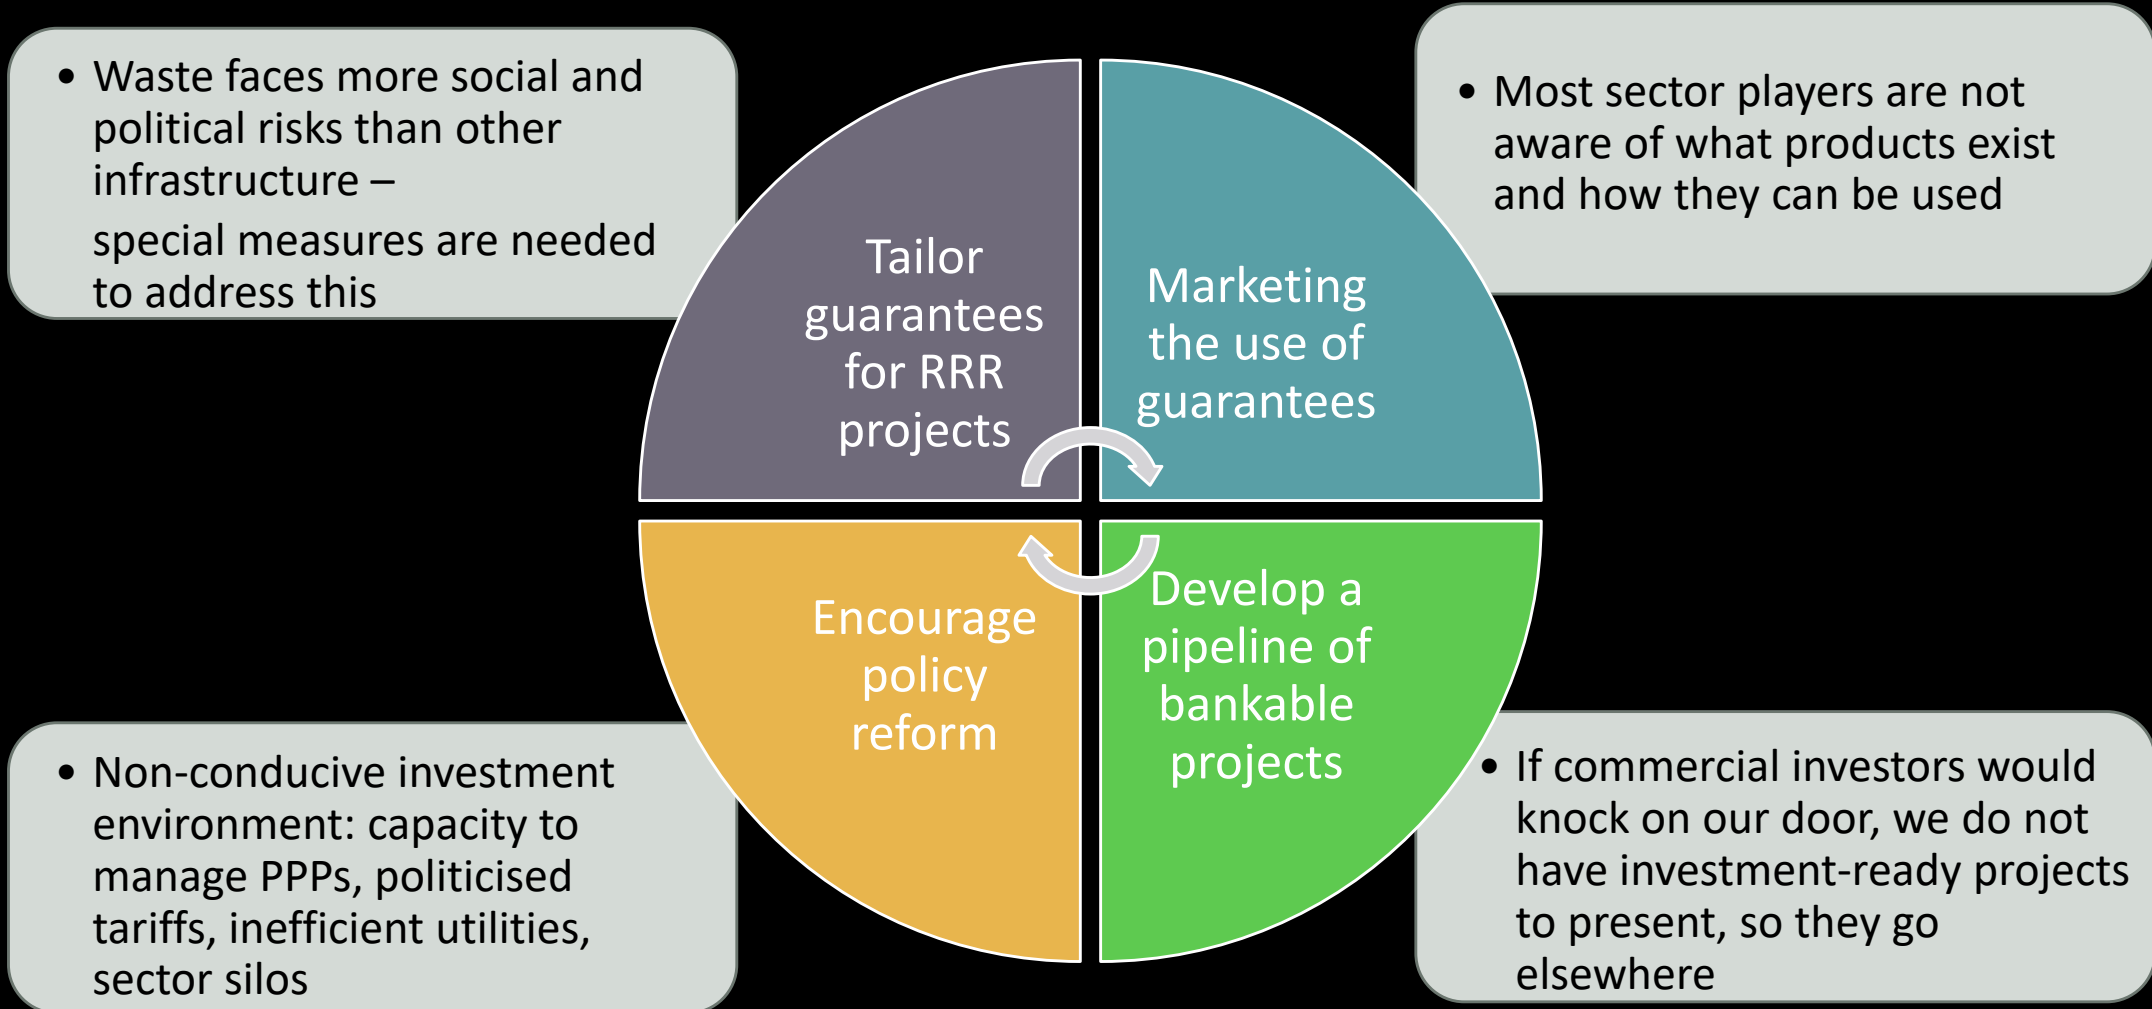 • Waste faces more social and
political risks than other
infrastructure –
special measures are needed
to address this
• Most sector players are not
aware of what products exist
and how they can be used
Tailor
guarantees
for RRR
projects
Marketing
the use of
guarantees
Encourage
policy
reform
Develop a
pipeline of
bankable
projects
• Non-conducive investment
environment: capacity to
manage PPPs, politicised
tariffs, inefficient utilities,
sector silos
• If commercial investors would
knock on our door, we do not
have investment-ready projects
to present, so they go
elsewhere